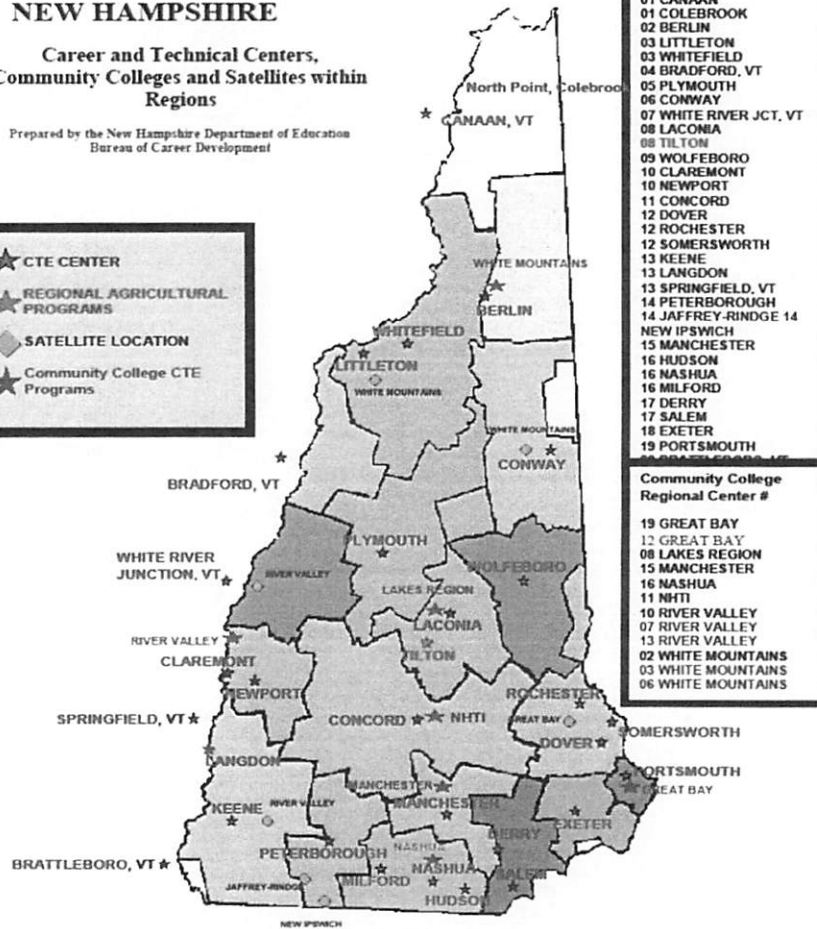 NEW HAMPSHIRE
Career and Technical Centers,
Community Colleges and Satellites within
Regions
Prepared by the New Hampshire Department of Education
Bureau of Career Development
CTE CENTER
REGIONAL AGRICULTURAL
PROGRAMS
SATELLITE LOCATION
Community College CTE
Programs
North Point, Colebrook
CANAAN, VT
WHITE MOUNTAINS
BERLIN
WHITEFIELD
LITTLETON
WHITE MOUNTAINS
WHITE MOUNTAINS
CONWAY
BRADFORD, VT
PLYMOUTH
WHITE RIVER
JUNCTION, VT
RIVER VALLEY
WOLFEBORO
LAKES REGION
LACONIA
TILTON
RIVER VALLEY
CLAREMONT
NEWPORT
ROCHESTER
SPRINGFIELD, VT
CONCORD
NHTI
GREAT BAY
SOMERSWORTH
DOVER
LANGDON
PORTSMOUTH
GREAT BAY
MANCHESTER
MANCHESTER
KEENE
RIVER VALLEY
EXETER
DERRY
PETERBOROUGH
NASHUA
BRATTLEBORO, VT
NASHUA
SALEM
MILFORD
JAFFREY-RINDGE
HUDSON
NEW IPSWICH
01 CANAAN
01 COLEBROOK
02 BERLIN
03 LITTLETON
03 WHITEFIELD
04 BRADFORD, VT
05 PLYMOUTH
06 CONWAY
07 WHITE RIVER JCT, VT
08 LACONIA
08 TILTON
09 WOLFEBORO
10 CLAREMONT
10 NEWPORT
11 CONCORD
12 DOVER
12 ROCHESTER
12 SOMERSWORTH
13 KEENE
13 LANGDON
13 SPRINGFIELD, VT
14 PETERBOROUGH
14 JAFFREY-RINDGE 14
NEW IPSWICH
15 MANCHESTER
16 HUDSON
16 NASHUA
16 MILFORD
17 DERRY
17 SALEM
18 EXETER
19 PORTSMOUTH
Community College
Regional Center #
19 GREAT BAY
12 GREAT BAY
08 LAKES REGION
15 MANCHESTER
16 NASHUA
11 NHTI
10 RIVER VALLEY
07 RIVER VALLEY
13 RIVER VALLEY
02 WHITE MOUNTAINS
03 WHITE MOUNTAINS
06 WHITE MOUNTAINS